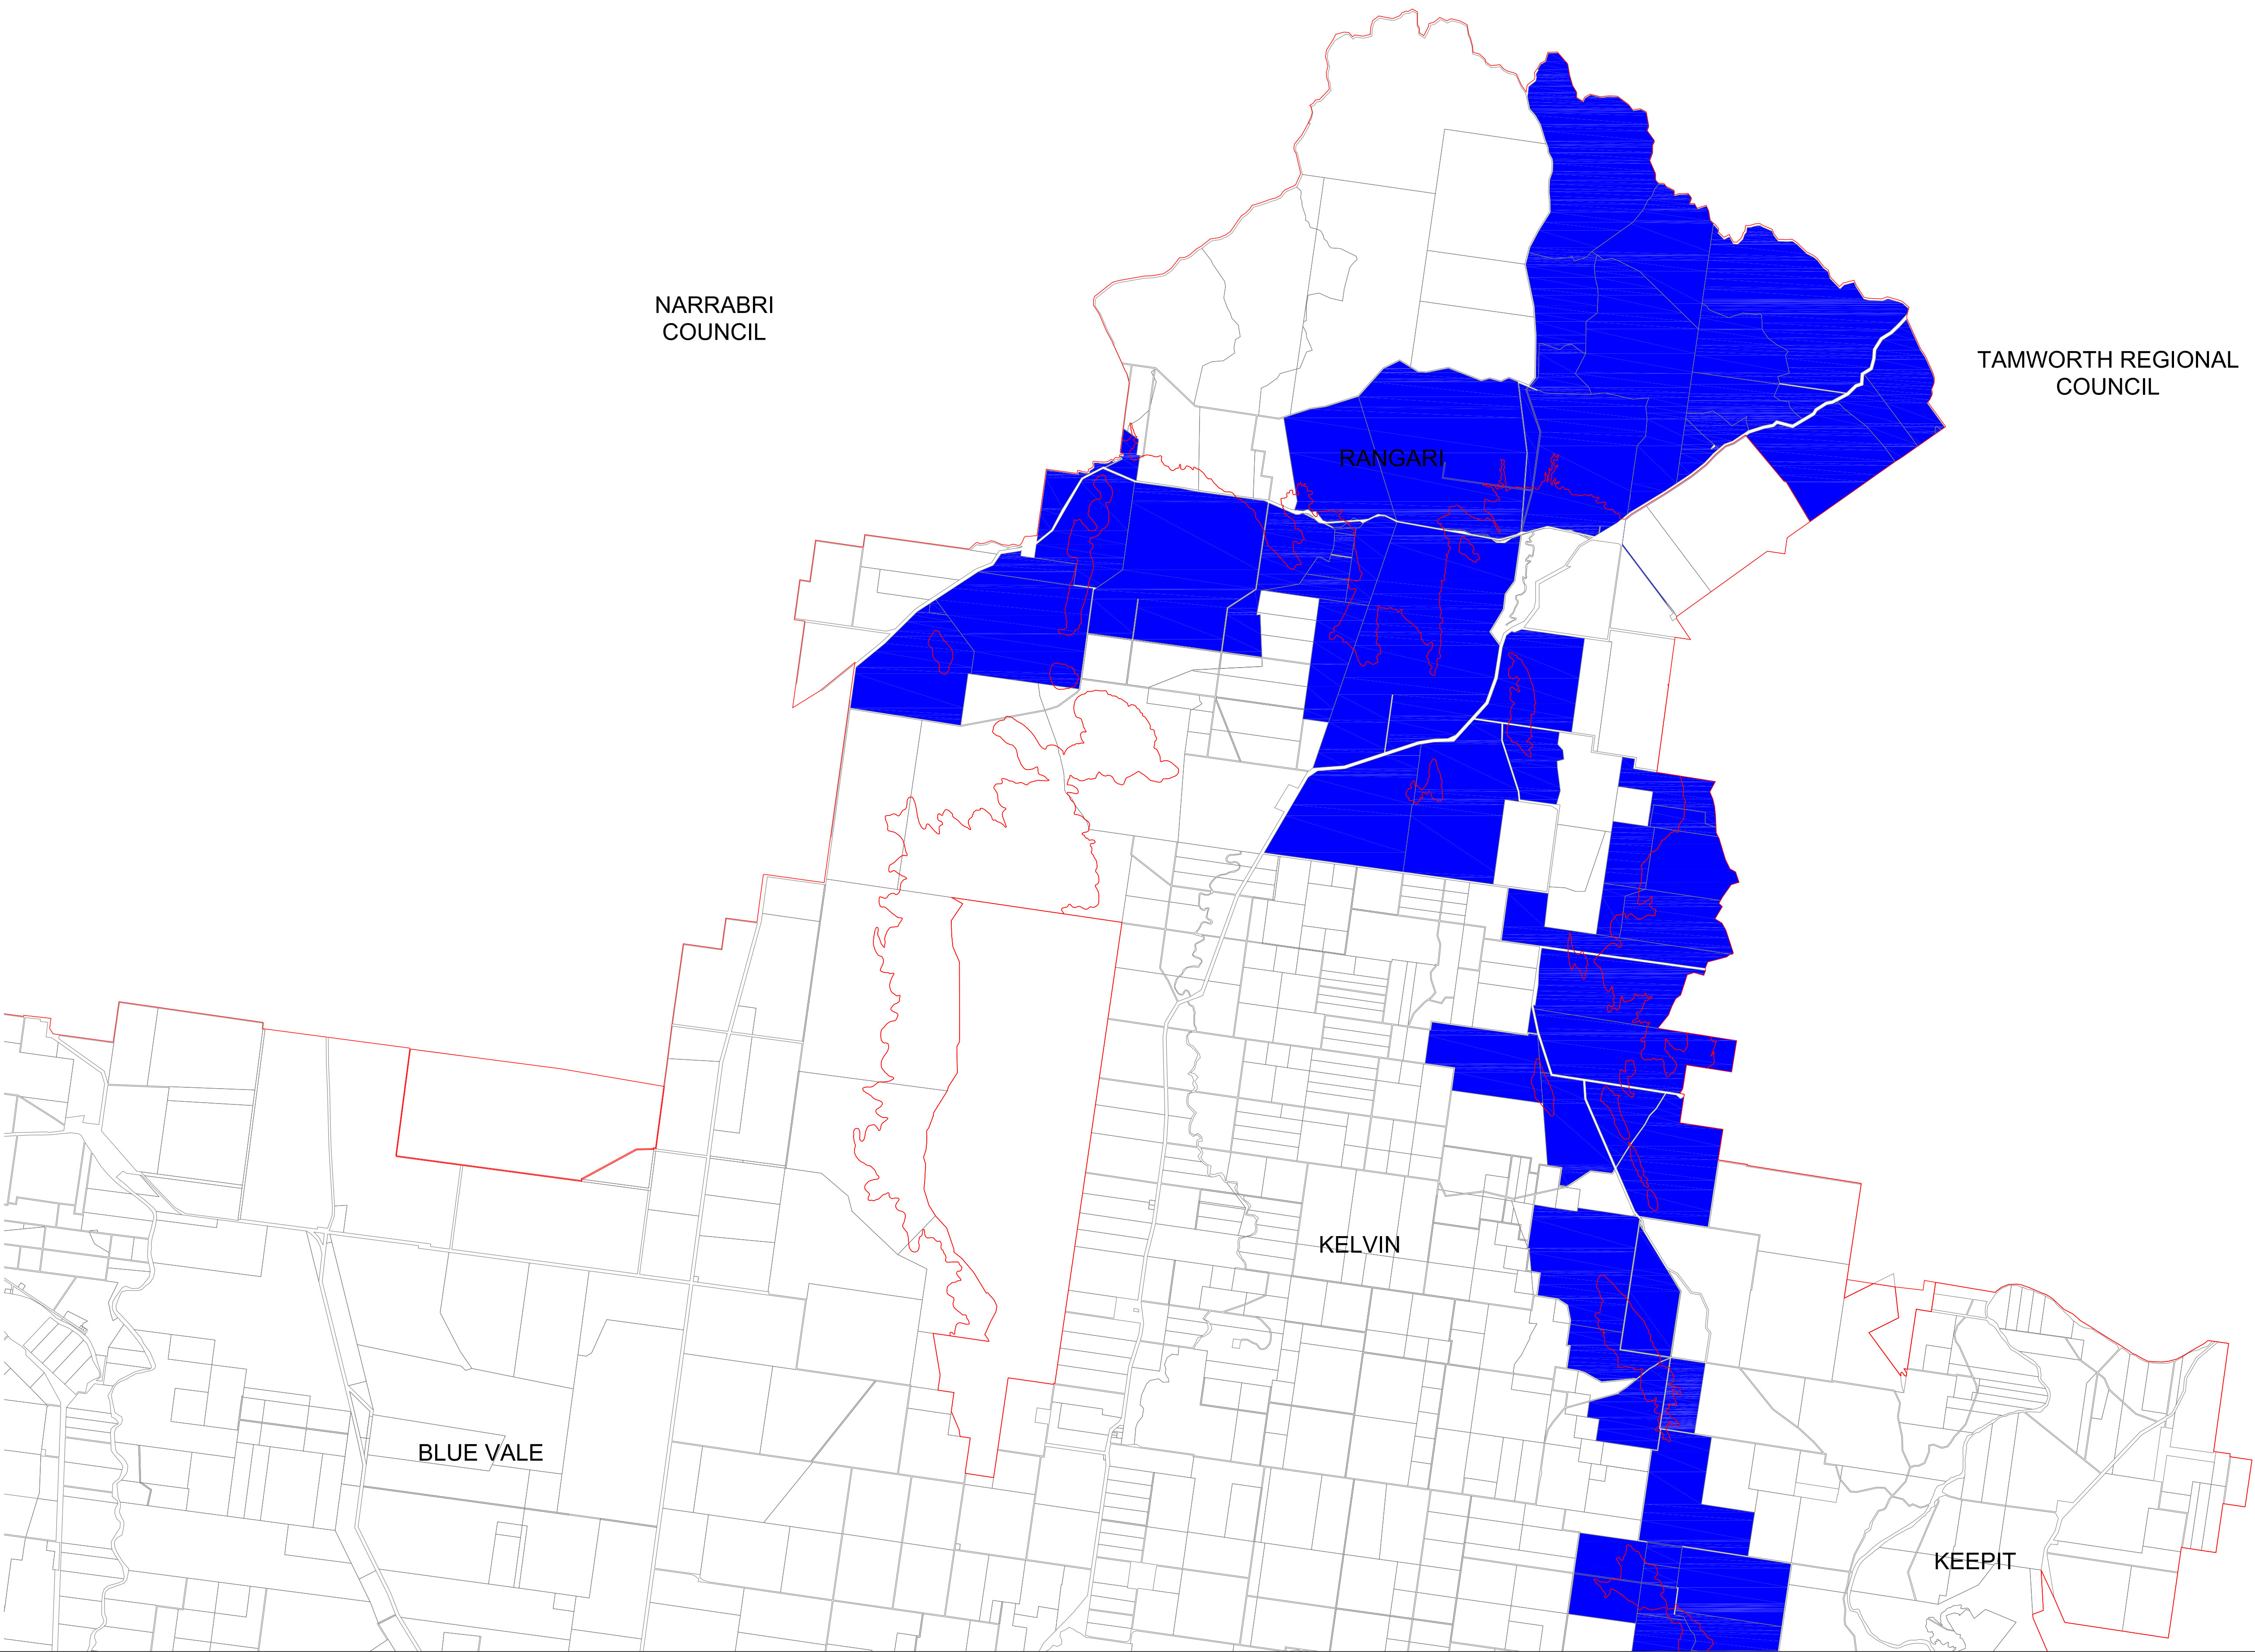 NARRABRI
COUNCIL
TAMWORTH REGIONAL
COUNCIL
RANGARI
KELVIN
BLUE VALE
KEEPIT